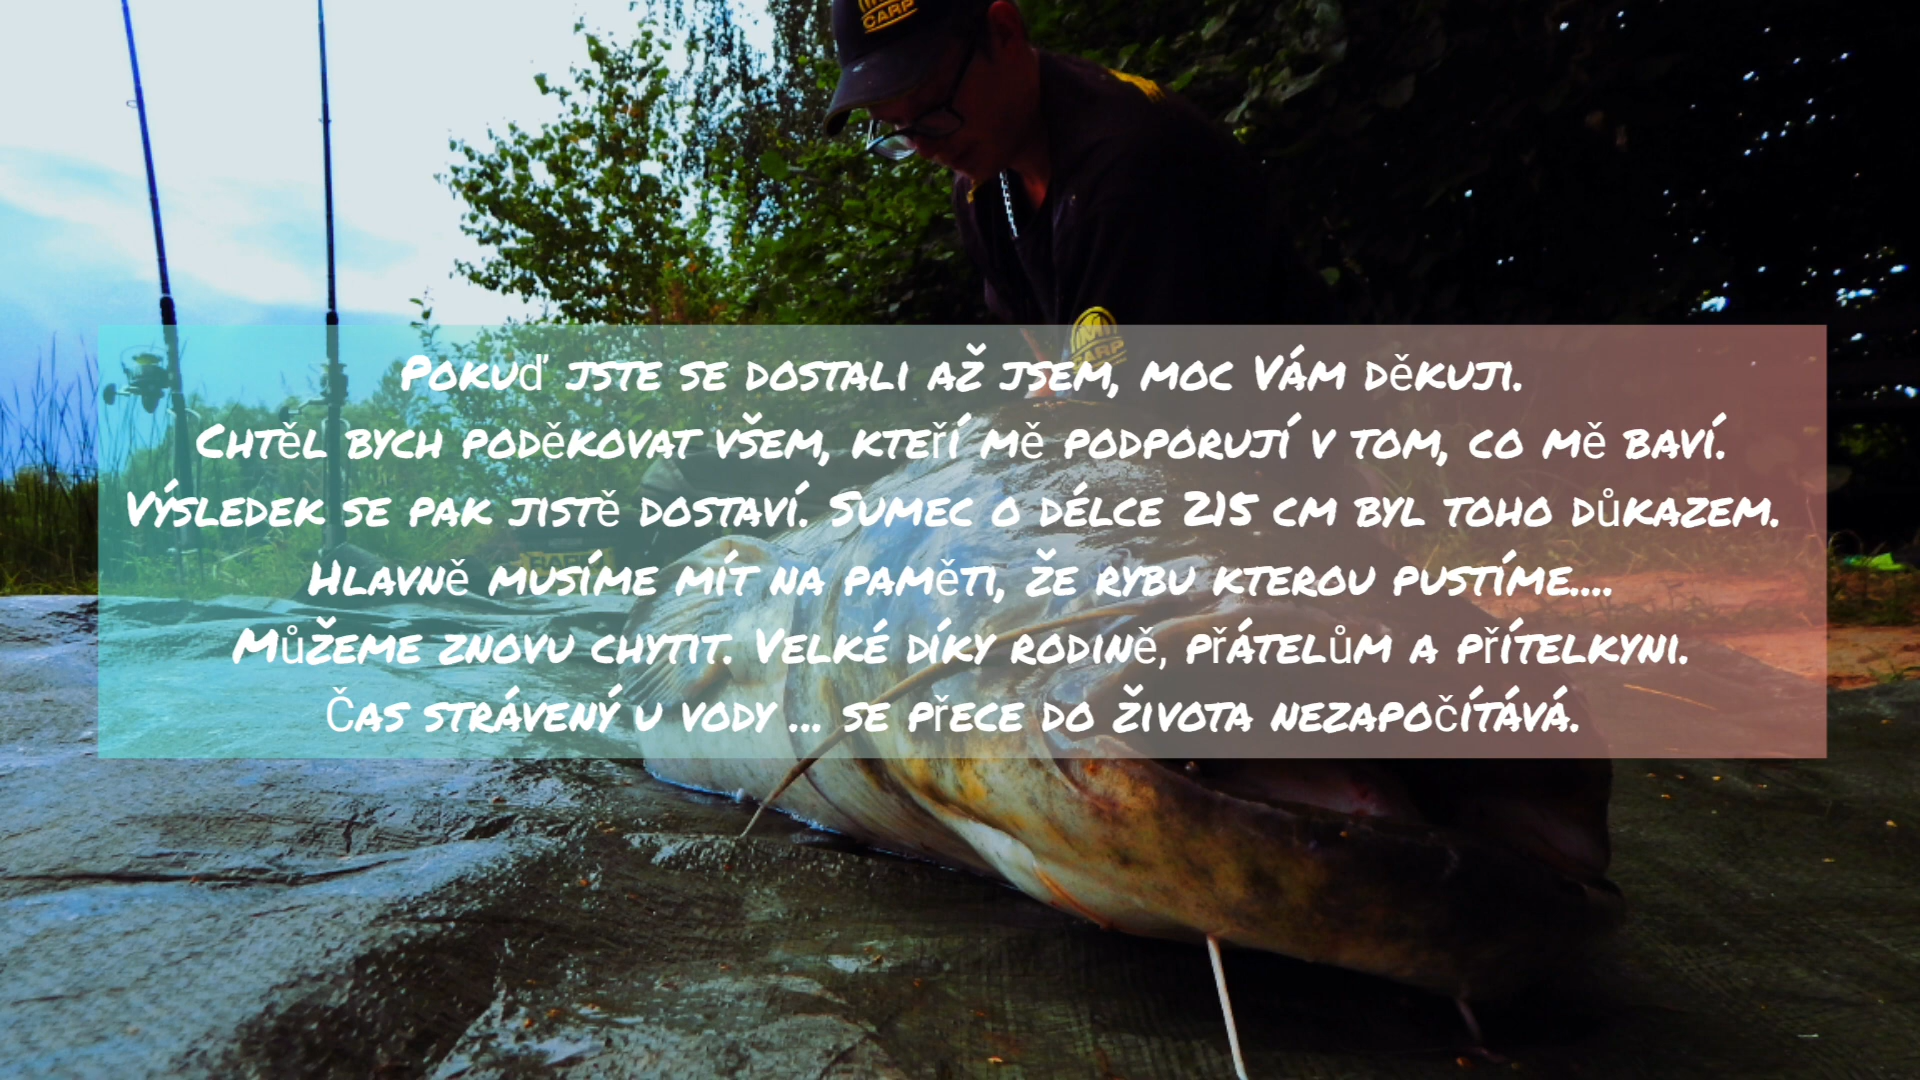 CARP
CARP
Pokuď jste se dostali až jsem, moc Vám děkuji.
Chtěl bych poděkovat všem, kteří mě podporují v tom, co mě baví.
Výsledek se pak jistě dostaví. Sumec o délce 215 cm byl toho důkazem.
Hlavně musíme mít na paměti, že rybu kterou pustíme....
Můžeme znovu chytit. Velké díky rodině, přátelům a přítelkyni.
Čas strávený u vody ... se přece do života nezapočítává.